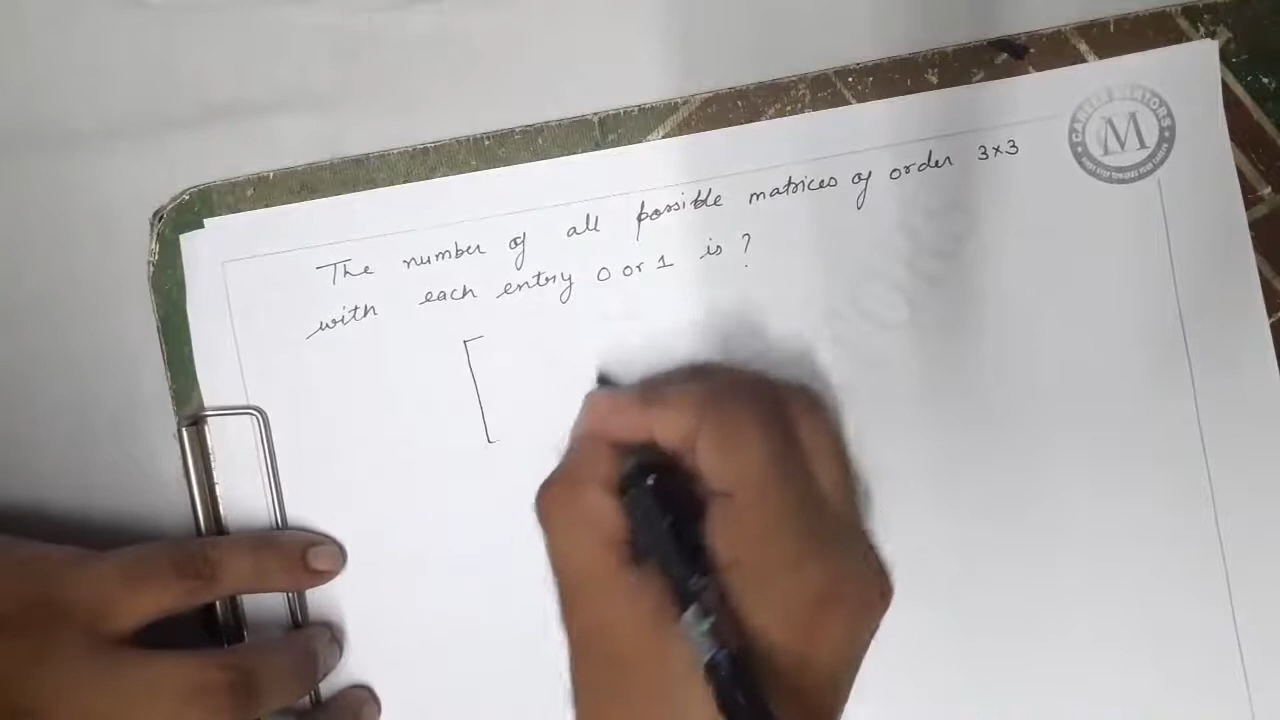 The number of all possible matrices of order 3×3
with each entry 0 or 1 is ?
M